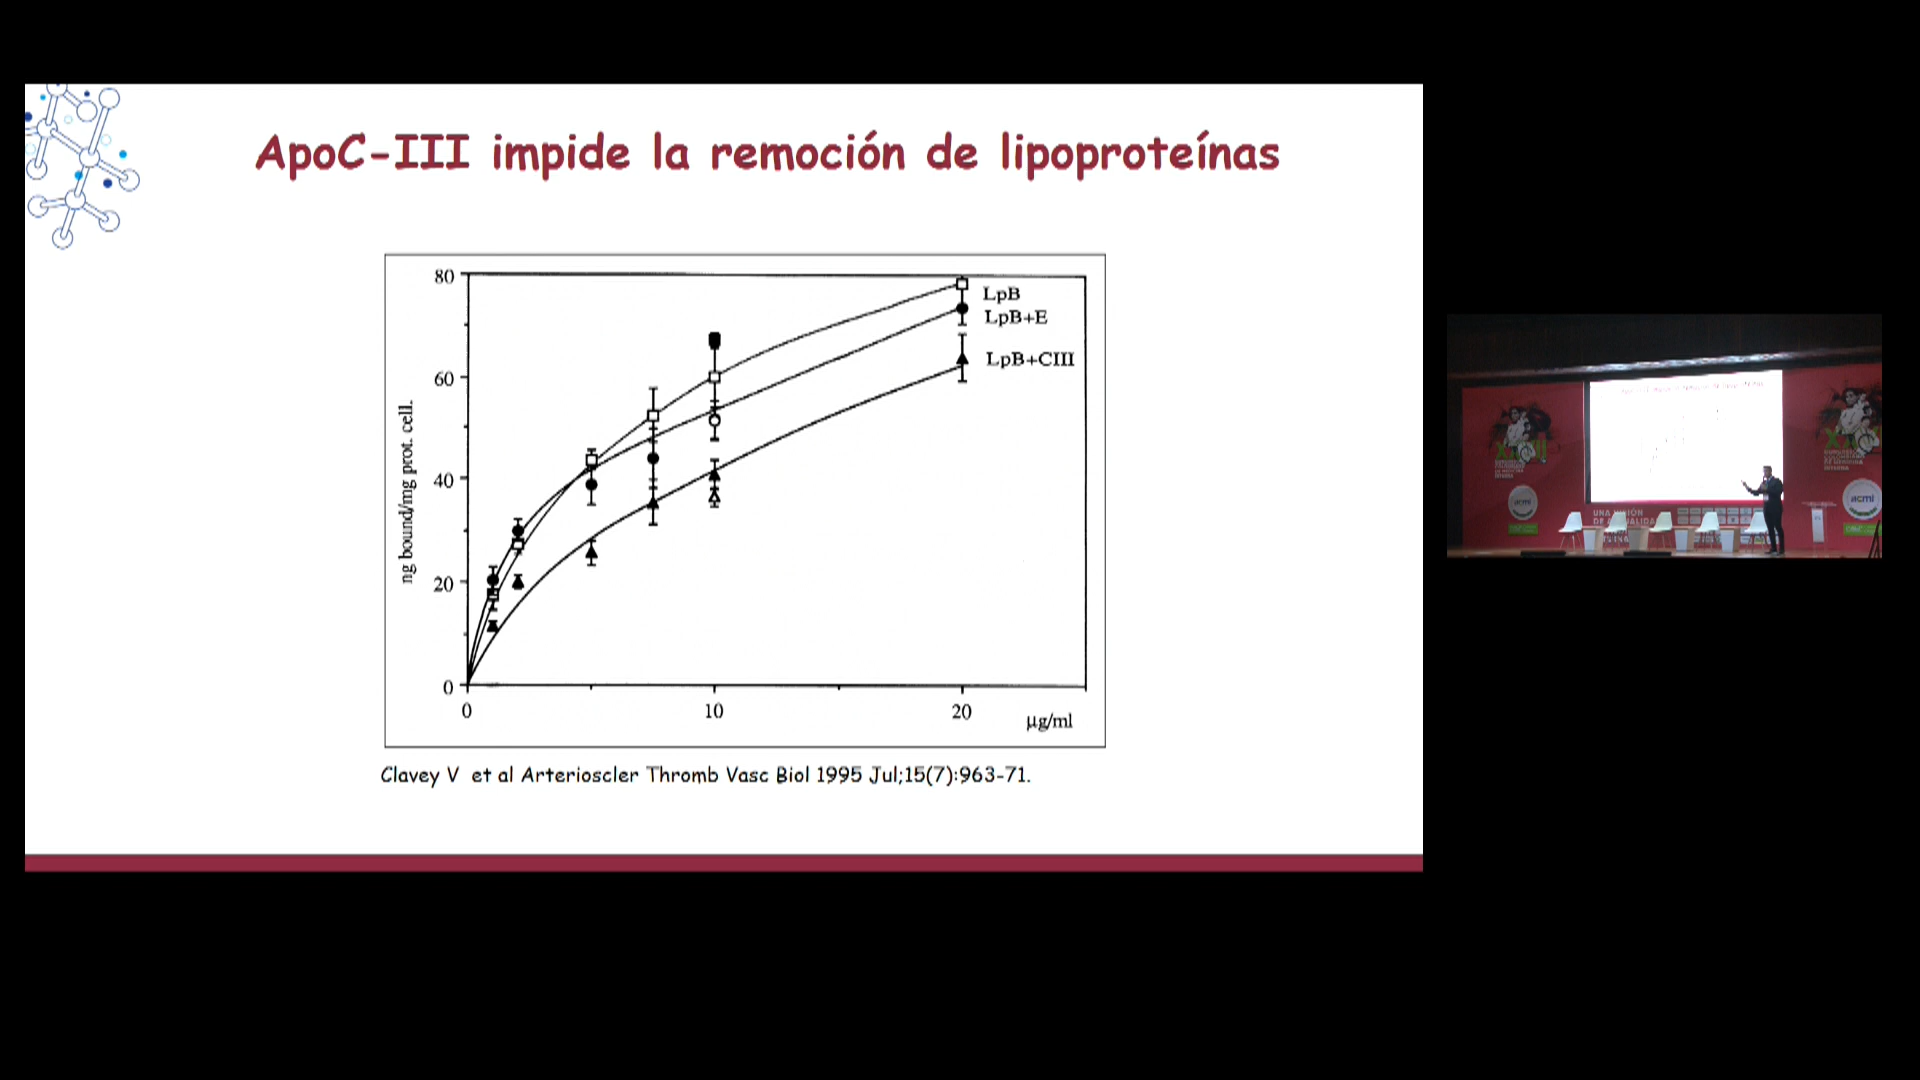 ApoC-III impide la remoción de lipoproteínas
80
60
40
20
0
ng bound/mg prot. cell.
LpB
LpB+E
LpB+CIII
0
10
20
µg/ml
Clavey V et al Arterioscler Thromb Vasc Biol 1995 Jul;15(7):963-71.
acmi
acmi